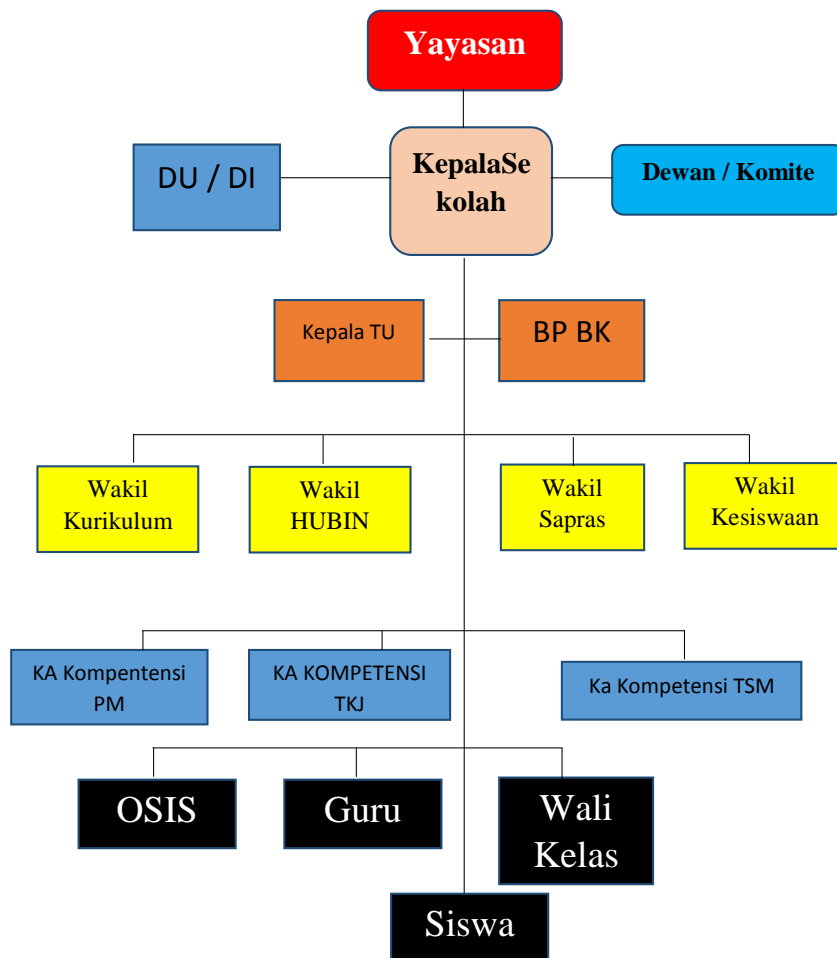 Yayasan
DU / DI
KepalaSe
kolah
Dewan / Komite
Kepala TU
BP BK
Wakil
Kurikulum
Wakil
HUBIN
Wakil
Sapras
Wakil
Kesiswaan
KA Kompentensi
PM
KA KOMPETENSI
TKJ
Ka Kompetensi TSM
OSIS
Guru
Wali
Kelas
Siswa